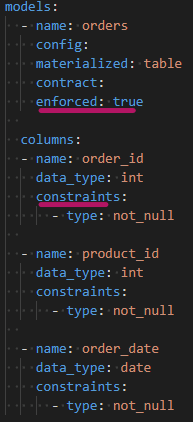 models:
  - name: orders
    config:
    materialized: table
    contract:
    enforced: true
  columns:
  - name: order_id
    data_type: int
    constraints:
      - type: not_null
  - name: product_id
    data_type: int
    constraints:
      - type: not_null
  - name: order_date
    data_type: date
    constraints:
      - type: not_null